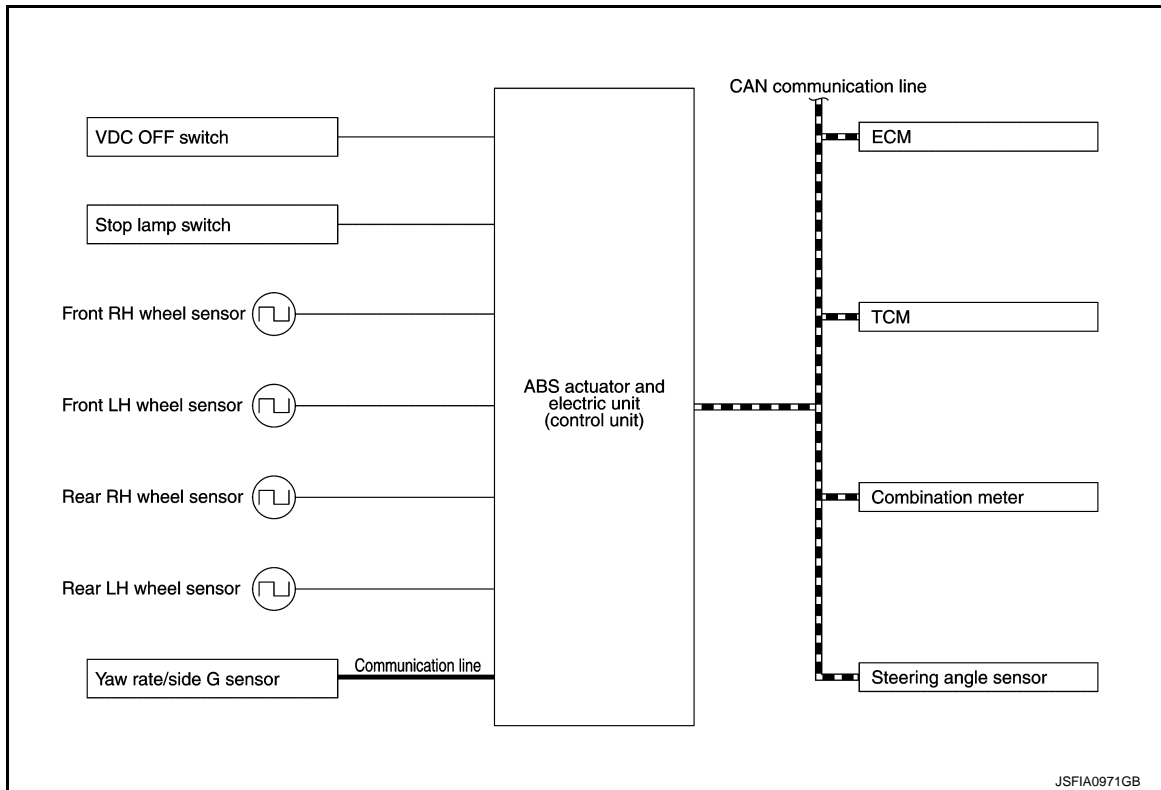 CAN communication line
VDC OFF switch
ECM
Stop lamp switch
Front RH wheel sensor
TCM
Front LH wheel sensor
ABS actuator and
electric unit
(control unit)
Rear RH wheel sensor
Combination meter
Rear LH wheel sensor
Yaw rate/side G sensor
Communication line
Steering angle sensor
JSFIA0971GB